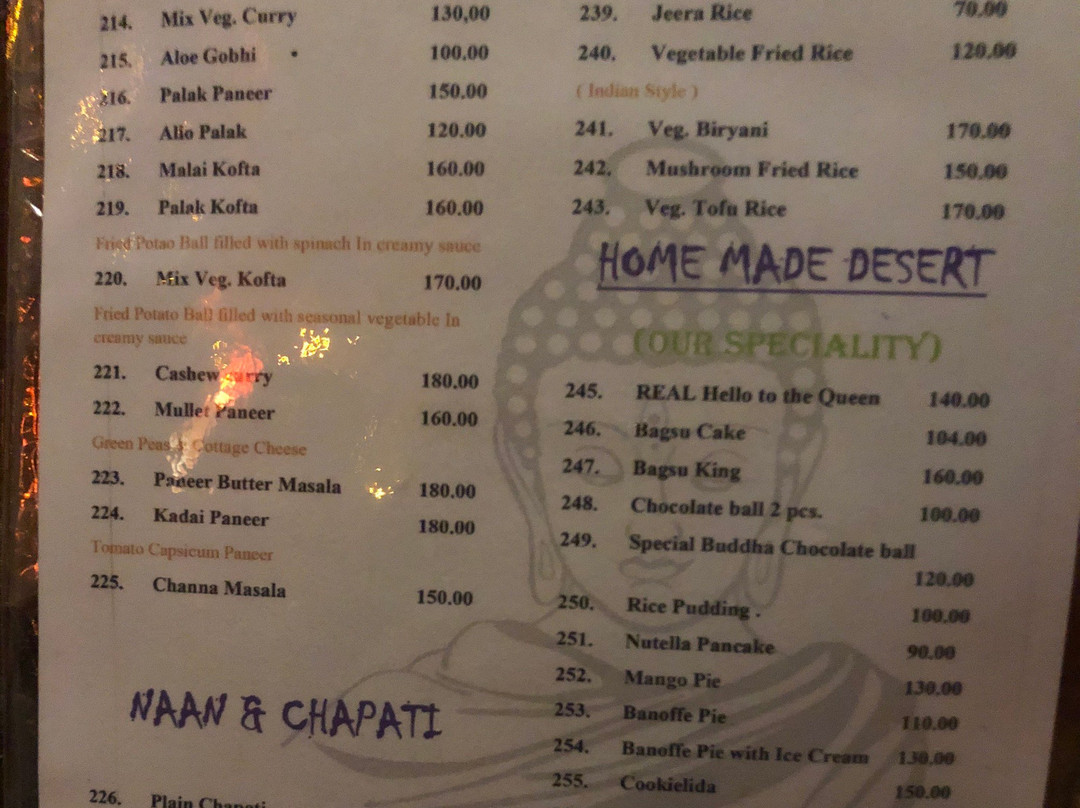 214. Mix Veg. Curry 130,00
215. Aloe Gobhi 100.00
216. Palak Paneer 150.00
217. Alio Palak 120.00
218. Malai Kofta 160.00
219. Palak Kofta 160.00
Fried Potao Ball filled with spinach In creamy sauce
220. Mix Veg. Kofta 170.00
Fried Potato Ball filled with seasonal vegetable In
creamy sauce
221. Cashew curry 180.00
222. Mullet Paneer 160.00
Green Peas & Cottage Cheese
223. Paneer Butter Masala 180.00
224. Kadai Paneer 180.00
Tomato Capsicum Paneer
225. Channa Masala 150.00
NAAN & CHAPATI
226. Plain Chapati
239. Jeera Rice 70.00
240. Vegetable Fried Rice 120.00
( Indian Style )
241. Veg. Biryani 170.00
242. Mushroom Fried Rice 150.00
243. Veg. Tofu Rice 170.00
HOME MADE DESERT
(OUR SPECIALITY)
245. REAL Hello to the Queen 140.00
246. Bagsu Cake 104.00
247. Bagsu King 160.00
248. Chocolate ball 2 pcs. 100.00
249. Special Buddha Chocolate ball
120.00
250. Rice Pudding . 100.00
251. Nutella Pancake 90.00
252. Mango Pie 130.00
253. Banoffe Pie 110.00
254. Banoffe Pie with Ice Cream 130.00
255. Cookielida 150.00